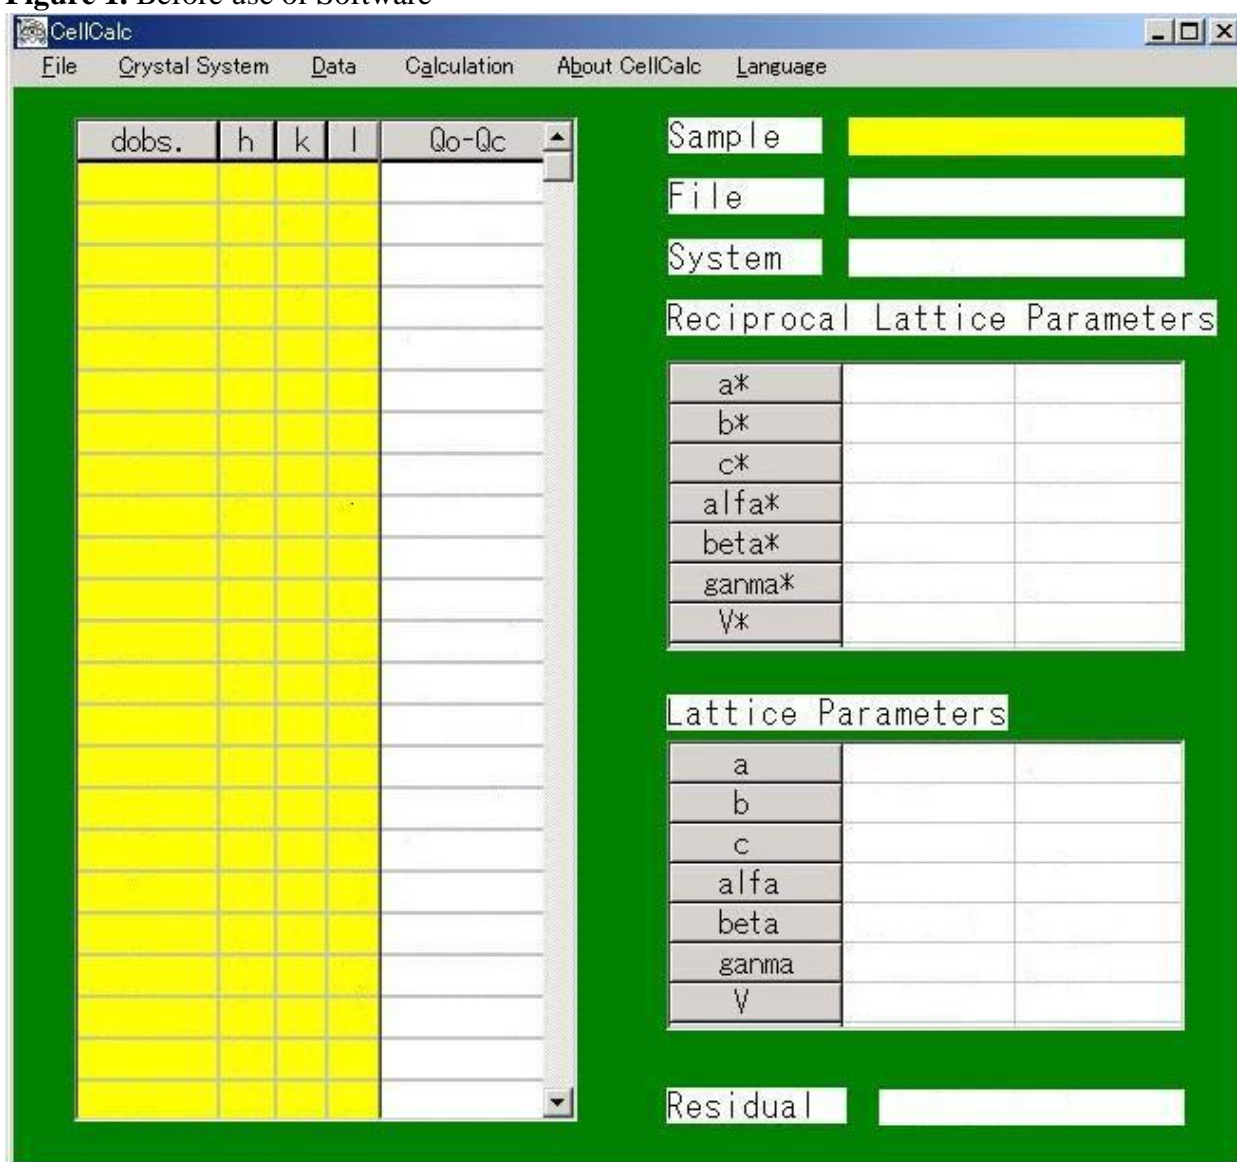 Figure 1. Before use of Software
CellCalc
File Crystal System Data Calculation About CellCalc Language
dobs. h k l Qo-Qc
Sample
File
System
Reciprocal Lattice Parameters
a*
b*
c*
alfa*
beta*
ganma*
V*
Lattice Parameters
a
b
c
alfa
beta
ganma
V
Residual